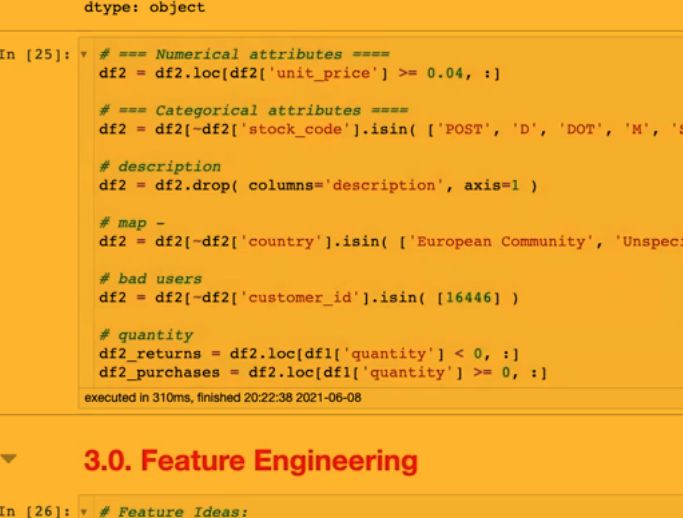 dtype: object
In [25]:
# === Numerical attributes ====
df2 = df2.loc[df2['unit_price'] >= 0.04, :]
# === Categorical attributes ====
df2 = df2[~df2['stock_code'].isin( ['POST', 'D', 'DOT', 'M', 'S
# description
df2 = df2.drop( columns='description', axis=1 )
# map -
df2 = df2[~df2['country'].isin( ['European Community', 'Unspeci
# bad users
df2 = df2[~df2['customer_id'].isin( [16446] )
# quantity
df2_returns = df2.loc[df1['quantity'] < 0, :]
df2_purchases = df2.loc[df1['quantity'] >= 0, :]
executed in 310ms, finished 20:22:38 2021-06-08
3.0. Feature Engineering
In [26]:
# Feature Ideas: